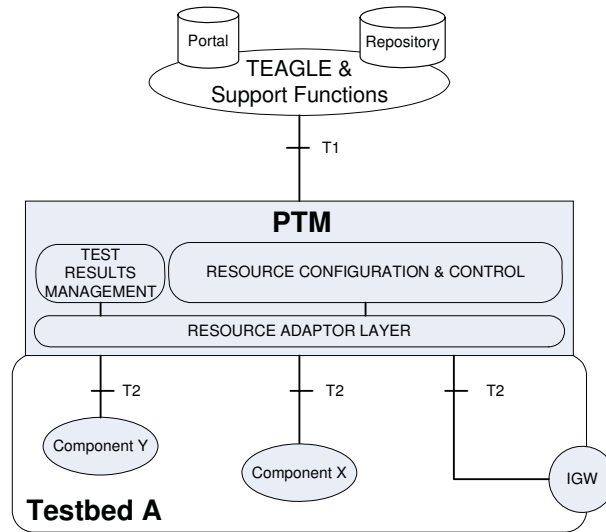 Portal
Repository
TEAGLE &
Support Functions
T1
PTM
TEST
RESULTS
MANAGEMENT
RESOURCE CONFIGURATION & CONTROL
RESOURCE ADAPTOR LAYER
T2
T2
T2
Component Y
Component X
IGW
Testbed A